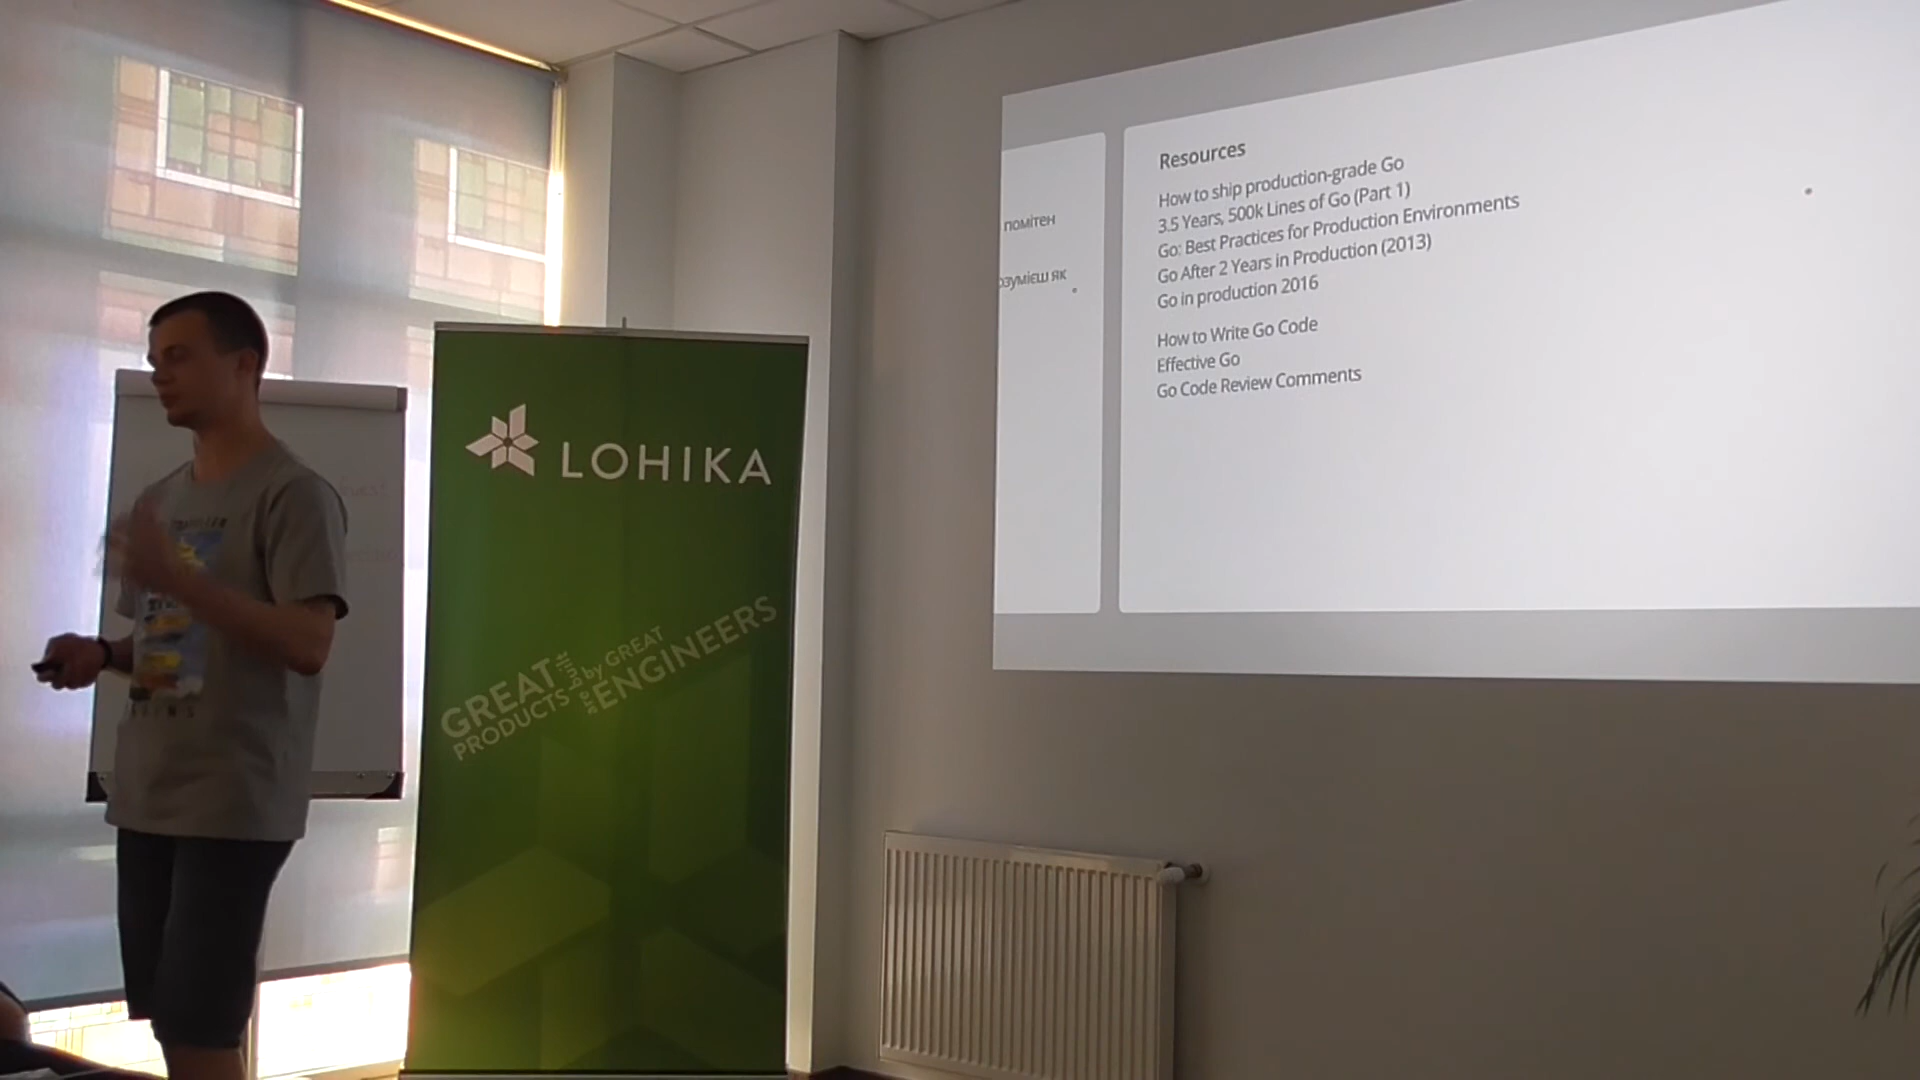 LOHIKA
GREAT
PRODUCTS
are built
by GREAT
ENGINEERS
помітен
озумієш як
Resources
How to ship production-grade Go
3.5 Years, 500k Lines of Go (Part 1)
Go: Best Practices for Production Environments
Go After 2 Years in Production (2013)
Go in production 2016
How to Write Go Code
Effective Go
Go Code Review Comments